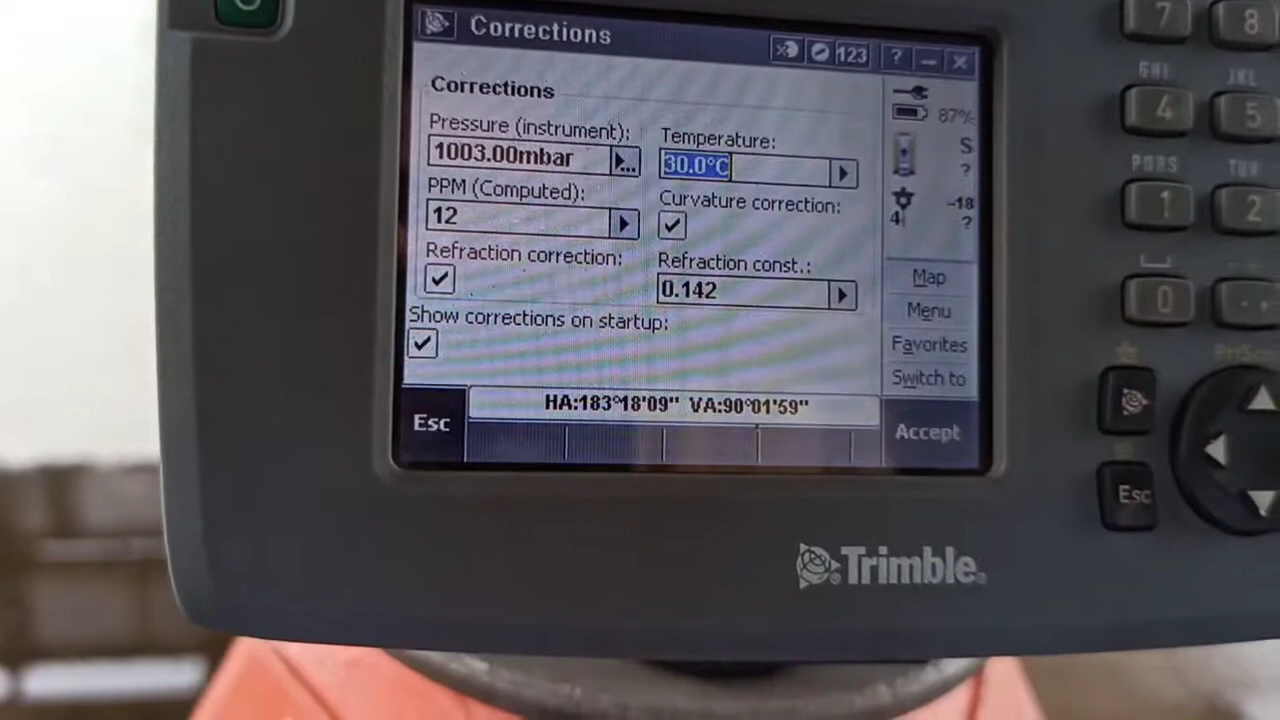 Corrections
123
?
Corrections
Pressure (instrument):
Temperature:
1003.00mbar
30.0°C
PPM (Computed):
Curvature correction:
12
Refraction correction:
Refraction const.:
0.142
Show corrections on startup:
HA:183°18'09" VA:90°01'59"
Esc
Accept
87%
S
?
-18
4
?
Map
Menu
Favorites
Switch to
7
8
GHI
JKL
4
5
PQRS
TUV
1
2
0
Esc
Trimble